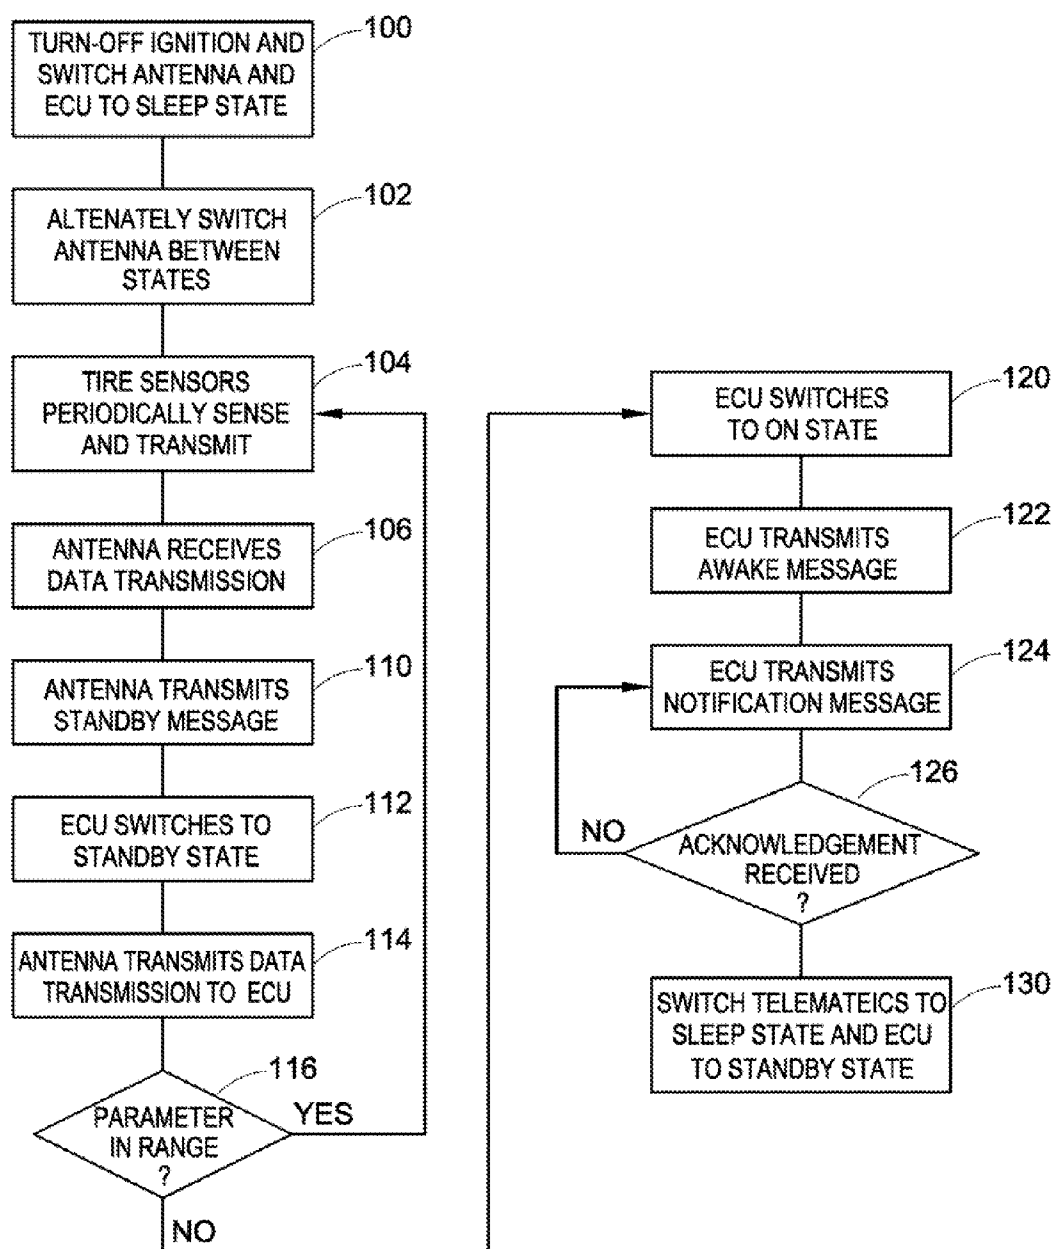 TURN-OFF IGNITION AND
SWITCH ANTENNA AND
ECU TO SLEEP STATE
100
ALTENATELY SWITCH
ANTENNA BETWEEN
STATES
102
TIRE SENSORS
PERIODICALLY SENSE
AND TRANSMIT
104
ANTENNA RECEIVES
DATA TRANSMISSION
106
ANTENNA TRANSMITS
STANDBY MESSAGE
110
ECU SWITCHES TO
STANDBY STATE
112
ANTENNA TRANSMITS DATA
TRANSMISSION TO ECU
114
PARAMETER
IN RANGE
?
116
YES
NO
ECU SWITCHES
TO ON STATE
120
ECU TRANSMITS
AWAKE MESSAGE
122
ECU TRANSMITS
NOTIFICATION MESSAGE
124
ACKNOWLEDGEMENT
RECEIVED
?
126
NO
SWITCH TELEMATEICS TO
SLEEP STATE AND ECU
TO STANDBY STATE
130